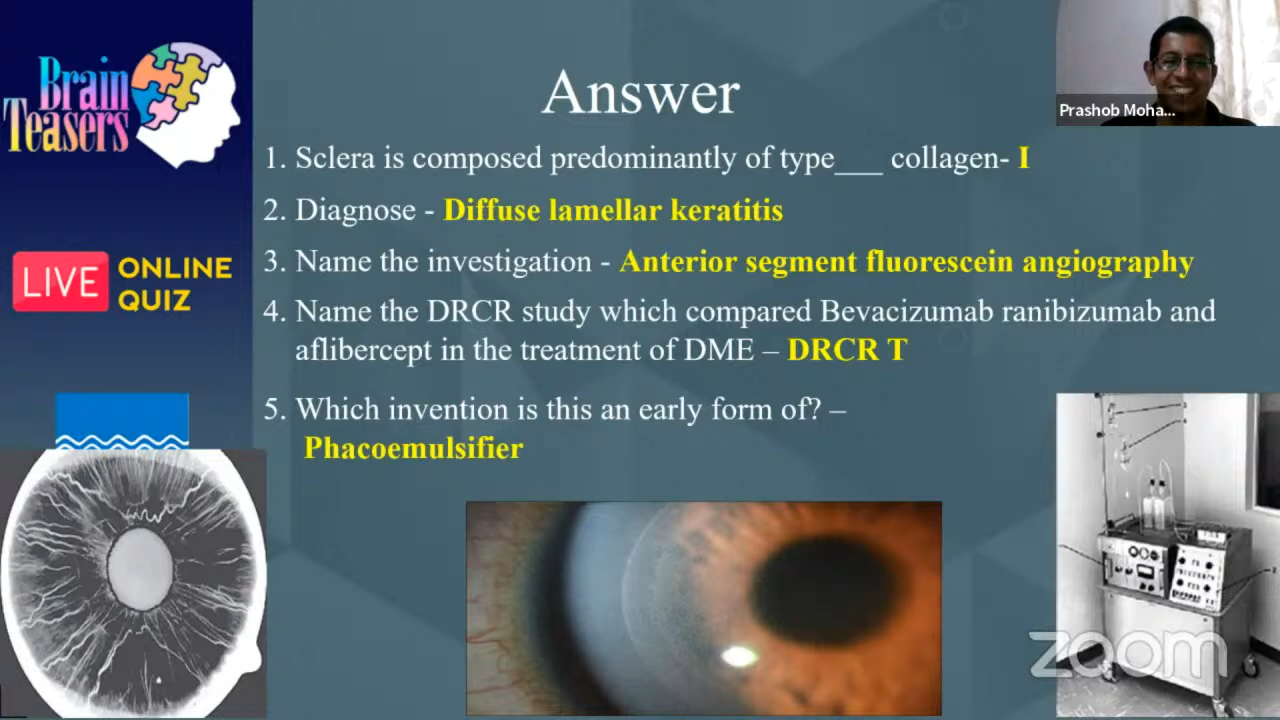 Brain
Teasers
LIVE ONLINE
QUIZ
Answer
1. Sclera is composed predominantly of type___ collagen- I
2. Diagnose - Diffuse lamellar keratitis
3. Name the investigation - Anterior segment fluorescein angiography
4. Name the DRCR study which compared Bevacizumab ranibizumab and
aflibercept in the treatment of DME – DRCR T
5. Which invention is this an early form of? –
Phacoemulsifier
Prashob Moha...
zoom